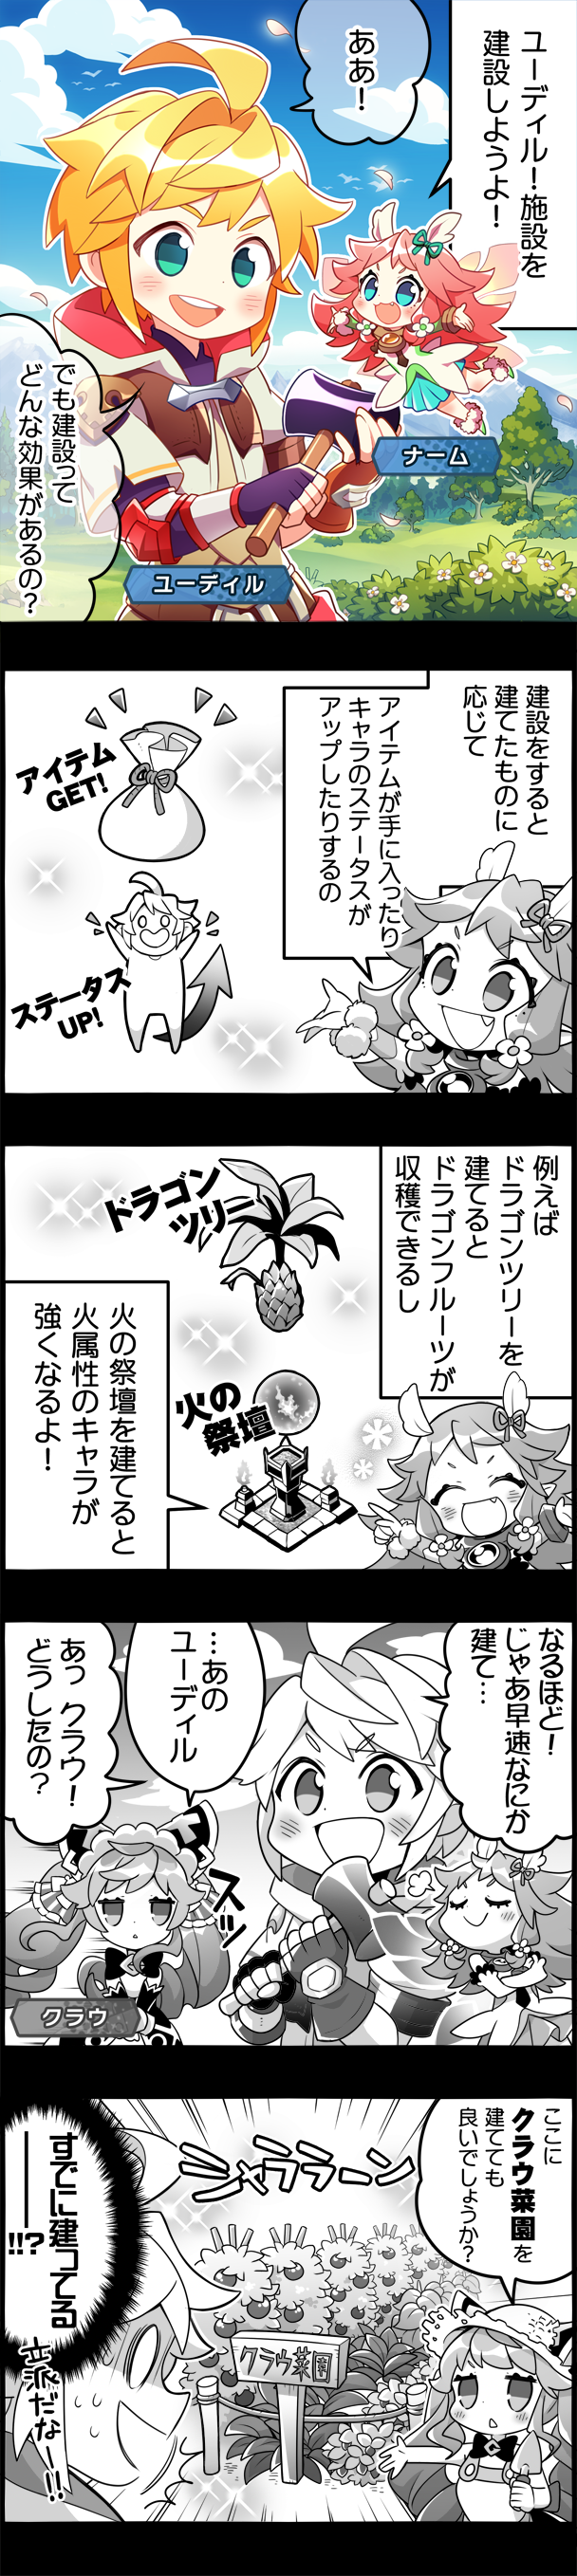 ユーディル！施設を
建設しようよ！
ああ！
ナーム
でも建設って
どんな効果があるの？
ユーディル
建設をすると
建てたものに
応じて
アイテムが手に入ったり
キャラのステータスが
アップしたりするの
アイテム
GET!
ステータス
UP!
例えば
ドラゴンツリーを
建てると
ドラゴンフルーツが
収穫できるし
ドラゴン
ツリー
火の
祭壇
火の祭壇を建てると
火属性のキャラが
強くなるよ！
なるほど！
じゃあ早速なにか
建て…
…あの
ユーディル
あっ クラウ！
どうしたの？
スッ
クラウ
ここに
クラウ菜園を
建てても
良いでしょうか？
シャララーン
クラウ菜園
すでに建ってる
――!!?
立派だなー!!